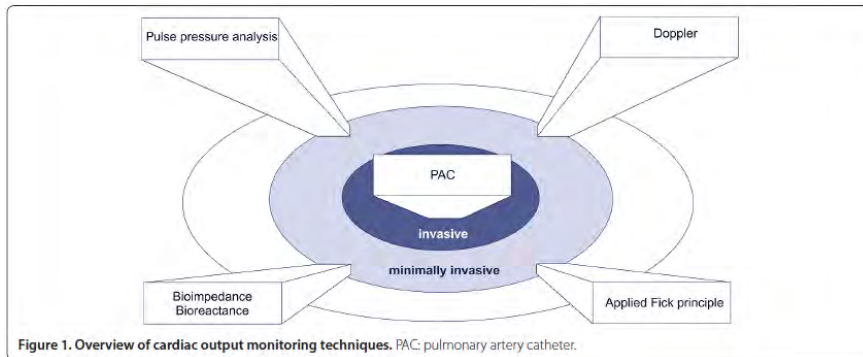 Pulse pressure analysis
Doppler
PAC
invasive
minimally invasive
Bioimpedance
Bioreactance
Applied Fick principle
Figure 1. Overview of cardiac output monitoring techniques. PAC: pulmonary artery catheter.